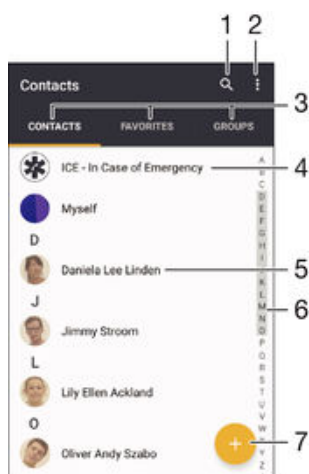 1 2
Contacts
3
CONTACTS FAVORITES GROUPS
ICE - In Case of Emergency
4
Myself
D
Daniela Lee Linden
5
J
Jimmy Stroom
6
L
Lily Ellen Ackland
O
Oliver Andy Szabo
+
7
A
B
C
D
E
F
G
H
I
K
L
M
N
O
P
Q
R
S
T
U
V
W
Y
Z